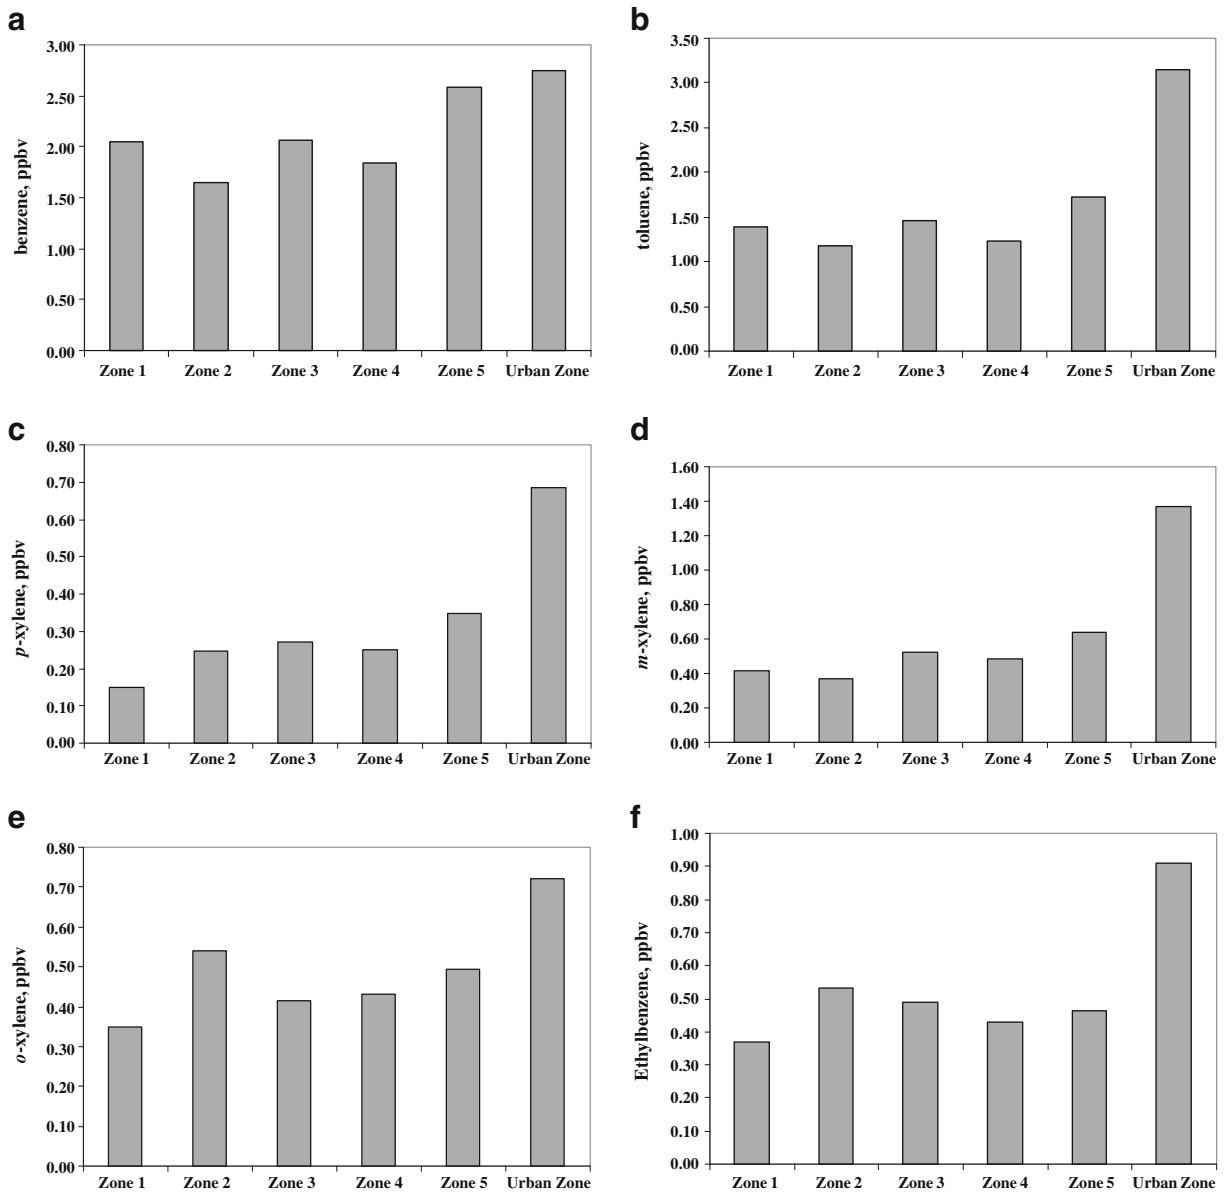 a
benzene, ppbv
3.00
2.50
2.00
1.50
1.00
0.50
0.00
Zone 1 Zone 2 Zone 3 Zone 4 Zone 5 Urban Zone
b
toluene, ppbv
3.50
3.00
2.50
2.00
1.50
1.00
0.50
0.00
Zone 1 Zone 2 Zone 3 Zone 4 Zone 5 Urban Zone
c
p-xylene, ppbv
0.80
0.70
0.60
0.50
0.40
0.30
0.20
0.10
0.00
Zone 1 Zone 2 Zone 3 Zone 4 Zone 5 Urban Zone
d
m-xylene, ppbv
1.60
1.40
1.20
1.00
0.80
0.60
0.40
0.20
0.00
Zone 1 Zone 2 Zone 3 Zone 4 Zone 5 Urban Zone
e
o-xylene, ppbv
0.80
0.70
0.60
0.50
0.40
0.30
0.20
0.10
0.00
Zone 1 Zone 2 Zone 3 Zone 4 Zone 5 Urban Zone
f
Ethylbenzene, ppbv
1.00
0.90
0.80
0.70
0.60
0.50
0.40
0.30
0.20
0.10
0.00
Zone 1 Zone 2 Zone 3 Zone 4 Zone 5 Urban Zone